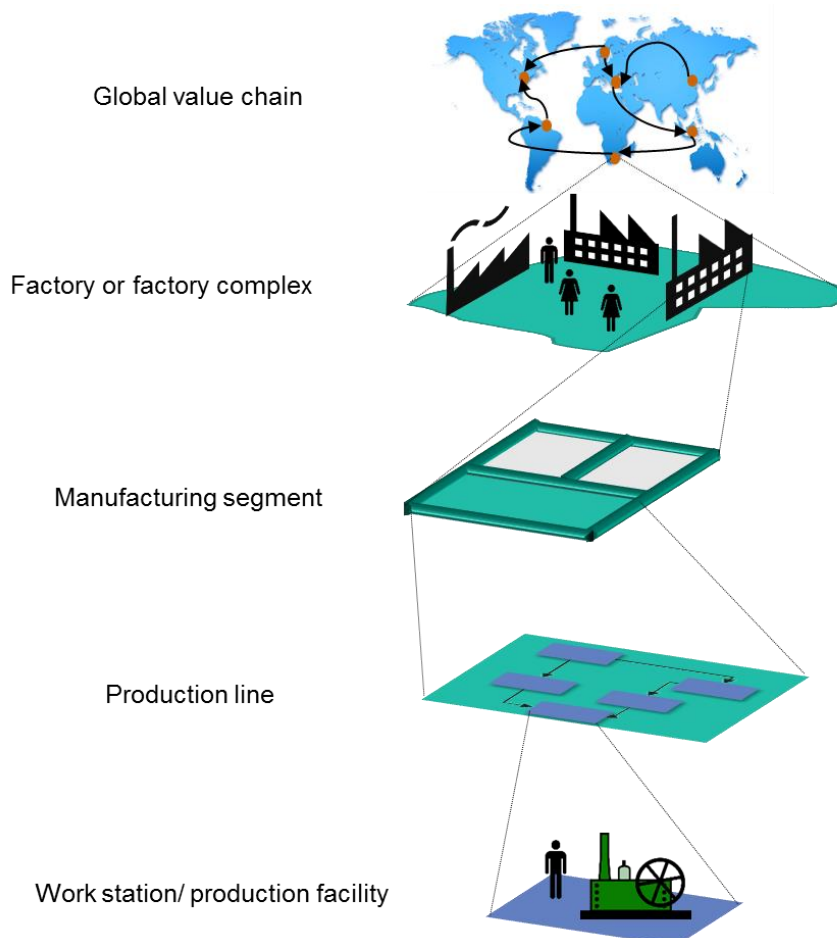 Global value chain
Factory or factory complex
Manufacturing segment
Production line
Work station/ production facility